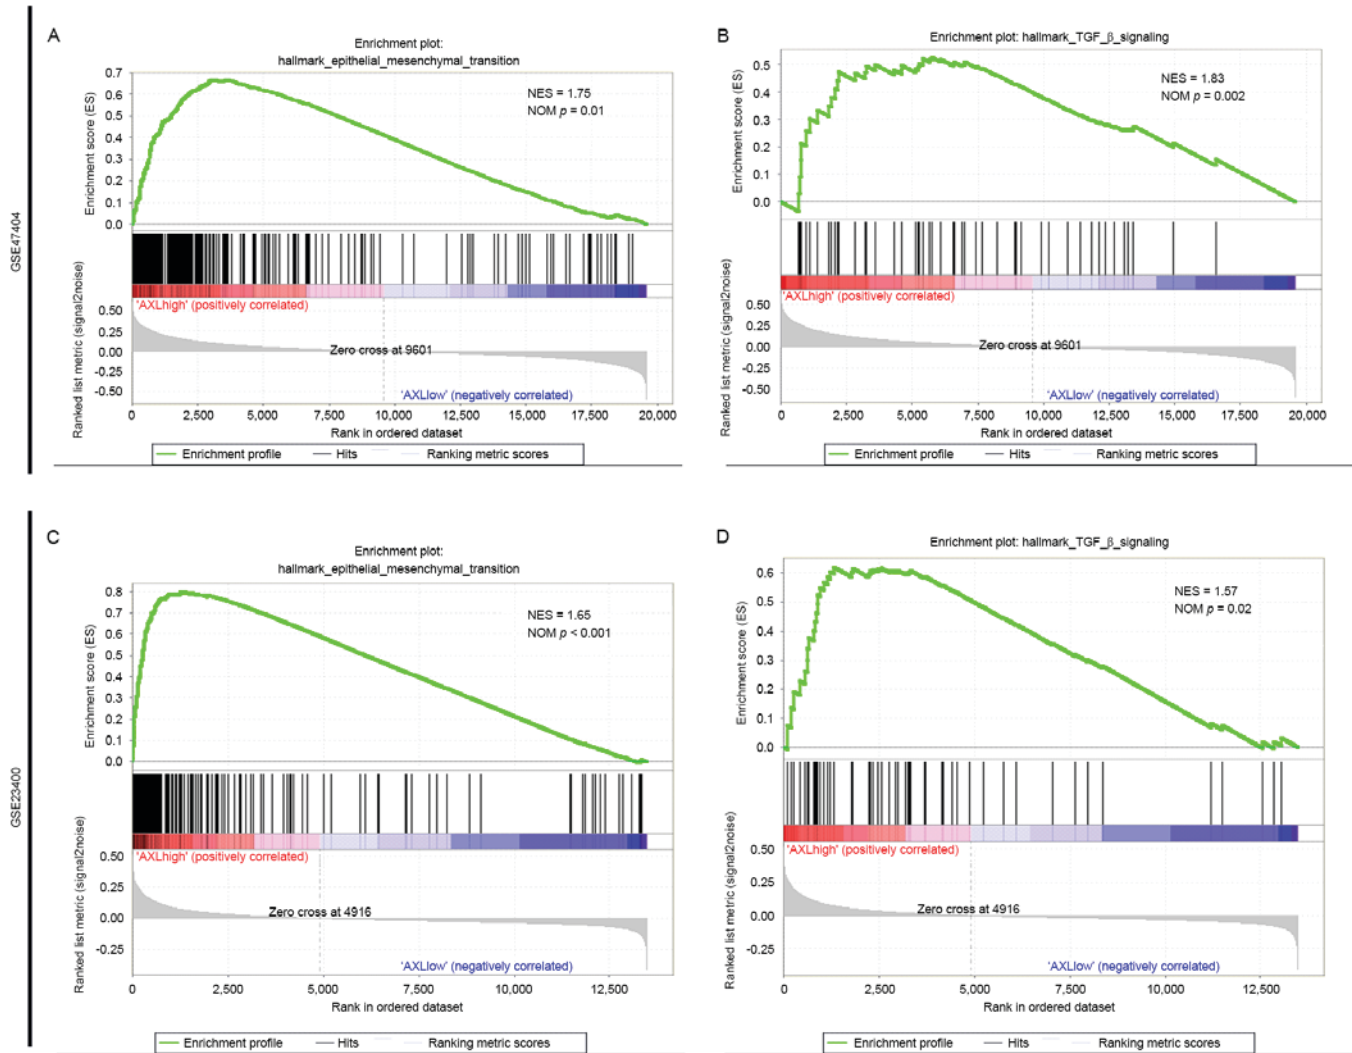 GSE47404
A
Enrichment plot:
hallmark_epithelial_mesenchymal_transition
Enrichment score (ES)
0.7
0.6
0.5
0.4
0.3
0.2
0.1
0.0
NES = 1.75
NOM p = 0.01
Ranked list metric (signal2noise)
'AXLhigh' (positively correlated)
0.50
0.25
0.00
-0.25
-0.50
Zero cross at 9601
'AXLlow' (negatively correlated)
0 2,500 5,000 7,500 10,000 12,500 15,000 17,500 20,000
Rank in ordered dataset
Enrichment profile Hits Ranking metric scores
B
Enrichment plot: hallmark_TGF_β_signaling
Enrichment score (ES)
0.5
0.4
0.3
0.2
0.1
0.0
NES = 1.83
NOM p = 0.002
Ranked list metric (signal2noise)
'AXLhigh' (positively correlated)
0.50
0.25
0.00
-0.25
-0.50
Zero cross at 9601
'AXLlow' (negatively correlated)
0 2,500 5,000 7,500 10,000 12,500 15,000 17,500 20,000
Rank in ordered dataset
Enrichment profile Hits Ranking metric scores
GSE23400
C
Enrichment plot:
hallmark_epithelial_mesenchymal_transition
Enrichment score (ES)
0.8
0.7
0.6
0.5
0.4
0.3
0.2
0.1
0.0
NES = 1.65
NOM p < 0.001
Ranked list metric (signal2noise)
'AXLhigh' (positively correlated)
0.50
0.25
0.00
-0.25
Zero cross at 4916
'AXLlow' (negatively correlated)
0 2,500 5,000 7,500 10,000 12,500
Rank in ordered dataset
Enrichment profile Hits Ranking metric scores
D
Enrichment plot: hallmark_TGF_β_signaling
Enrichment score (ES)
0.6
0.5
0.4
0.3
0.2
0.1
0.0
NES = 1.57
NOM p = 0.02
Ranked list metric (signal2noise)
'AXLhigh' (positively correlated)
0.50
0.25
0.00
-0.25
Zero cross at 4916
'AXLlow' (negatively correlated)
0 2,500 5,000 7,500 10,000 12,500
Rank in ordered dataset
Enrichment profile Hits Ranking metric scores